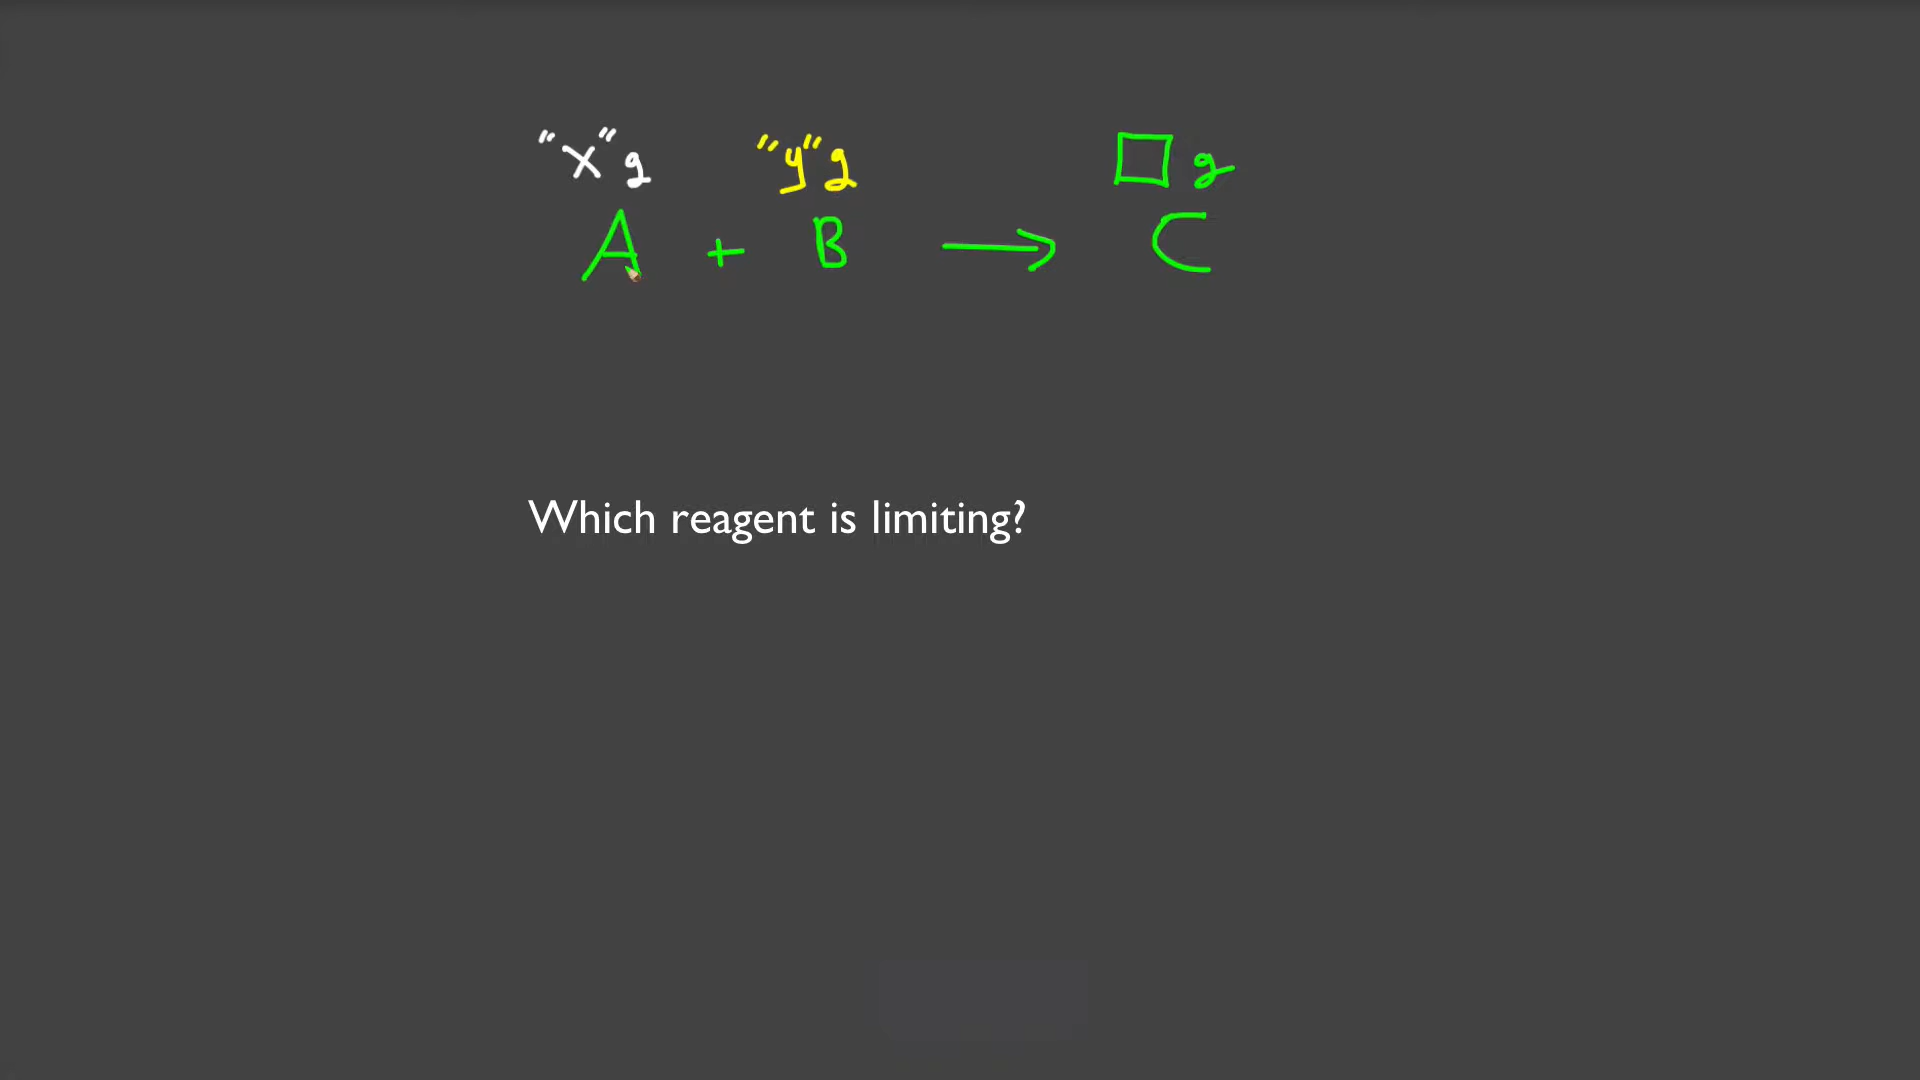 "x" g "y" g □ g
A + B → C
Which reagent is limiting?